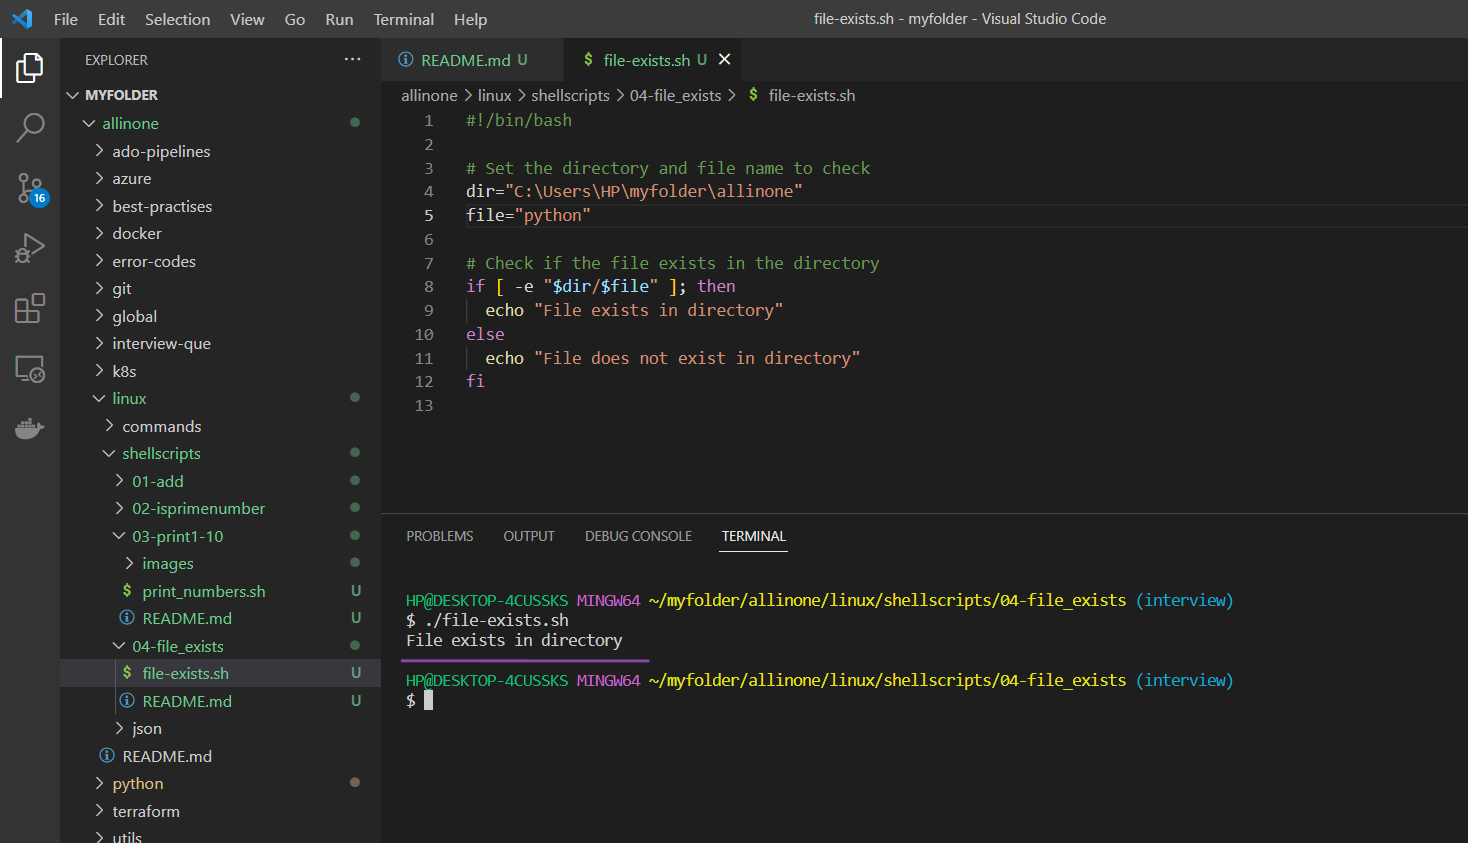 File Edit Selection View Go Run Terminal Help
file-exists.sh - myfolder - Visual Studio Code
16
EXPLORER ···
MYFOLDER
allinone
ado-pipelines
azure
best-practises
docker
error-codes
git
global
interview-que
k8s
linux
commands
shellscripts
01-add
02-isprimenumber
03-print1-10
images
$ print_numbers.sh U
README.md U
04-file_exists
$ file-exists.sh U
README.md U
json
README.md
python
terraform
utils
README.md U
$ file-exists.sh U
allinone > linux > shellscripts > 04-file_exists > $ file-exists.sh
1 #!/bin/bash
2
3 # Set the directory and file name to check
4 dir="C:\Users\HP\myfolder\allinone"
5 file="python"
6
7 # Check if the file exists in the directory
8 if [ -e "$dir/$file" ]; then
9 echo "File exists in directory"
10 else
11 echo "File does not exist in directory"
12 fi
13
PROBLEMS OUTPUT DEBUG CONSOLE TERMINAL
HP@DESKTOP-4CUSSKS MINGW64 ~/myfolder/allinone/linux/shellscripts/04-file_exists (interview)
$ ./file-exists.sh
File exists in directory
HP@DESKTOP-4CUSSKS MINGW64 ~/myfolder/allinone/linux/shellscripts/04-file_exists (interview)
$